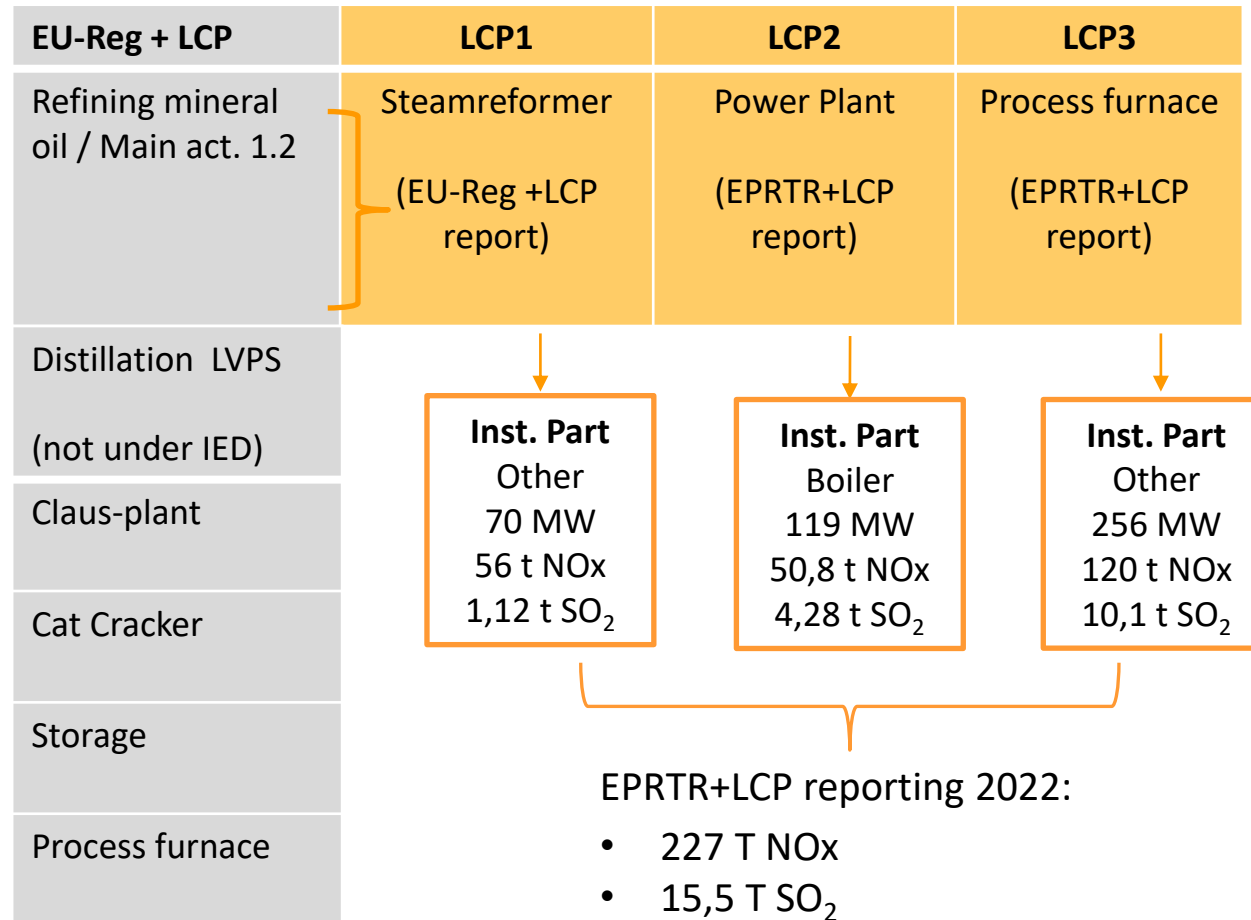 EU-Reg + LCP
LCP1
LCP2
LCP3
Refining mineral
oil / Main act. 1.2
Steamreformer
(EU-Reg +LCP
report)
Power Plant
(EPRTR+LCP
report)
Process furnace
(EPRTR+LCP
report)
Distillation LVPS
(not under IED)
Claus-plant
Cat Cracker
Storage
Process furnace
Inst. Part
Other
70 MW
56 t NOx
1,12 t SO₂
Inst. Part
Boiler
119 MW
50,8 t NOx
4,28 t SO₂
Inst. Part
Other
256 MW
120 t NOx
10,1 t SO₂
EPRTR+LCP reporting 2022:
• 227 T NOx
• 15,5 T SO₂